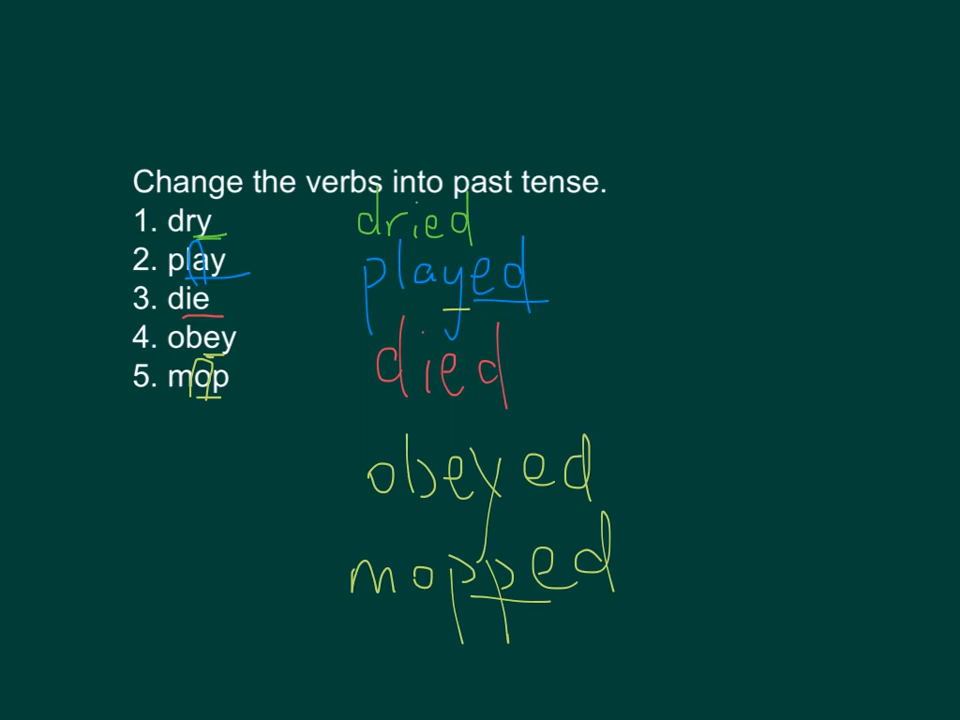 Change the verbs into past tense.
1. dry dried
2. play played
3. die died
4. obey obeyed
5. mop mopped